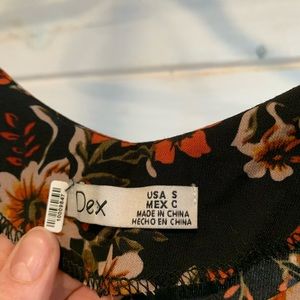 Dex
USA S
MEX C
MADE IN CHINA
HECHO EN CHINA